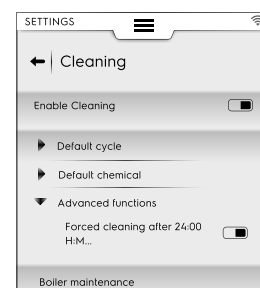 SETTINGS
Cleaning
Enable Cleaning
Default cycle
Default chemical
Advanced functions
Forced cleaning after 24:00
H:M...
Boiler maintenance